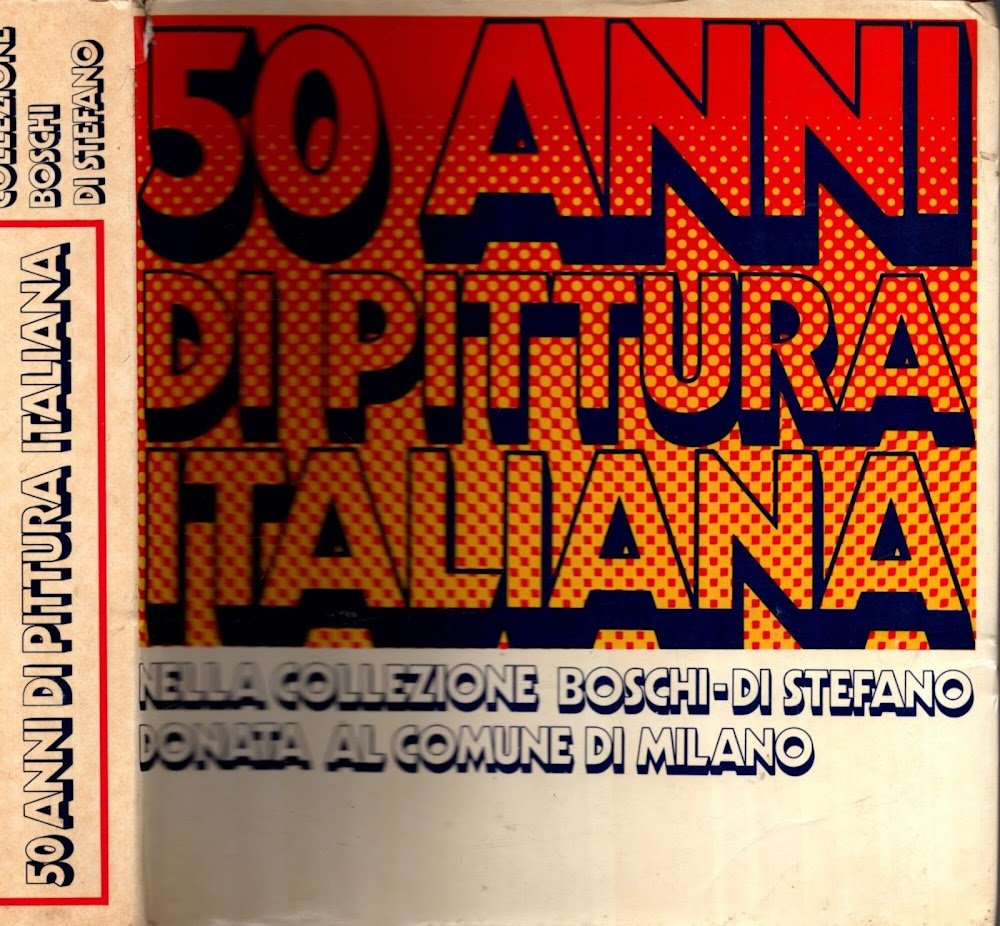 COLLEZIONE
BOSCHI
DI STEFANO
50 ANNI DI PITTURA ITALIANA
50 ANNI
DI PITTURA
ITALIANA
NELLA COLLEZIONE BOSCHI-DI STEFANO
DONATA AL COMUNE DI MILANO